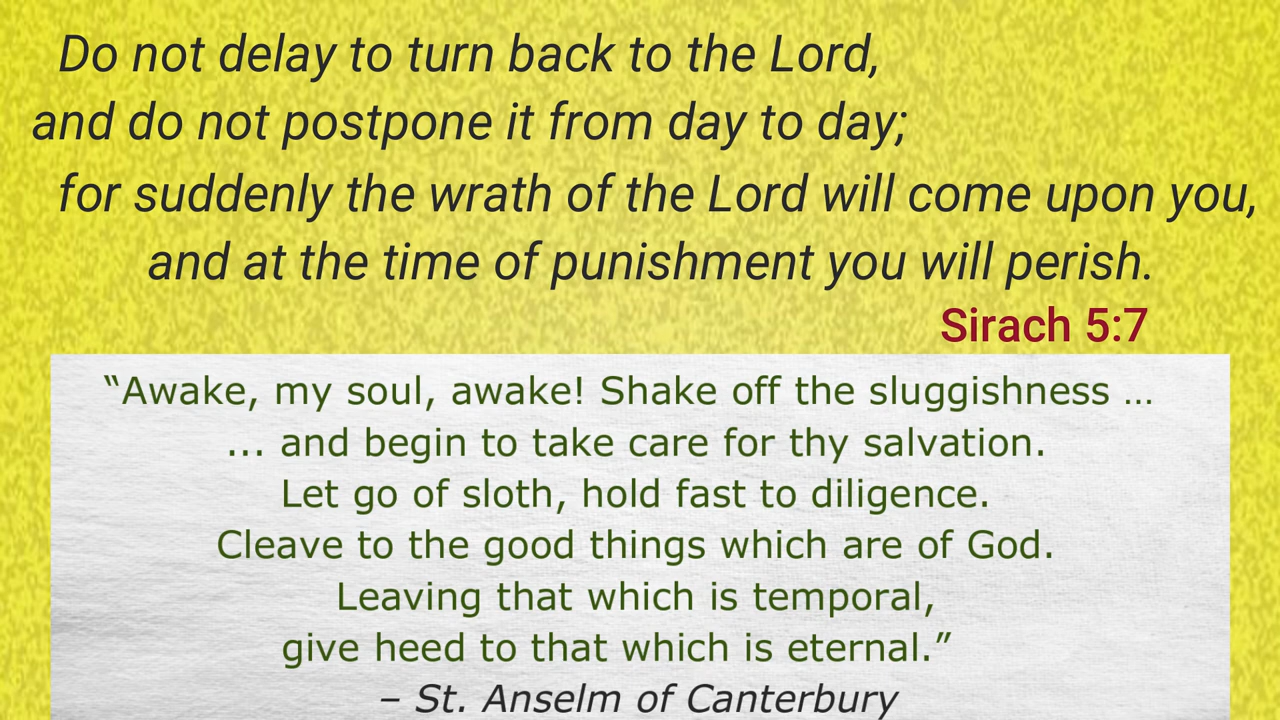 Do not delay to turn back to the Lord,
and do not postpone it from day to day;
for suddenly the wrath of the Lord will come upon you,
and at the time of punishment you will perish.
Sirach 5:7
“Awake, my soul, awake! Shake off the sluggishness ...
... and begin to take care for thy salvation.
Let go of sloth, hold fast to diligence.
Cleave to the good things which are of God.
Leaving that which is temporal,
give heed to that which is eternal.”
– St. Anselm of Canterbury